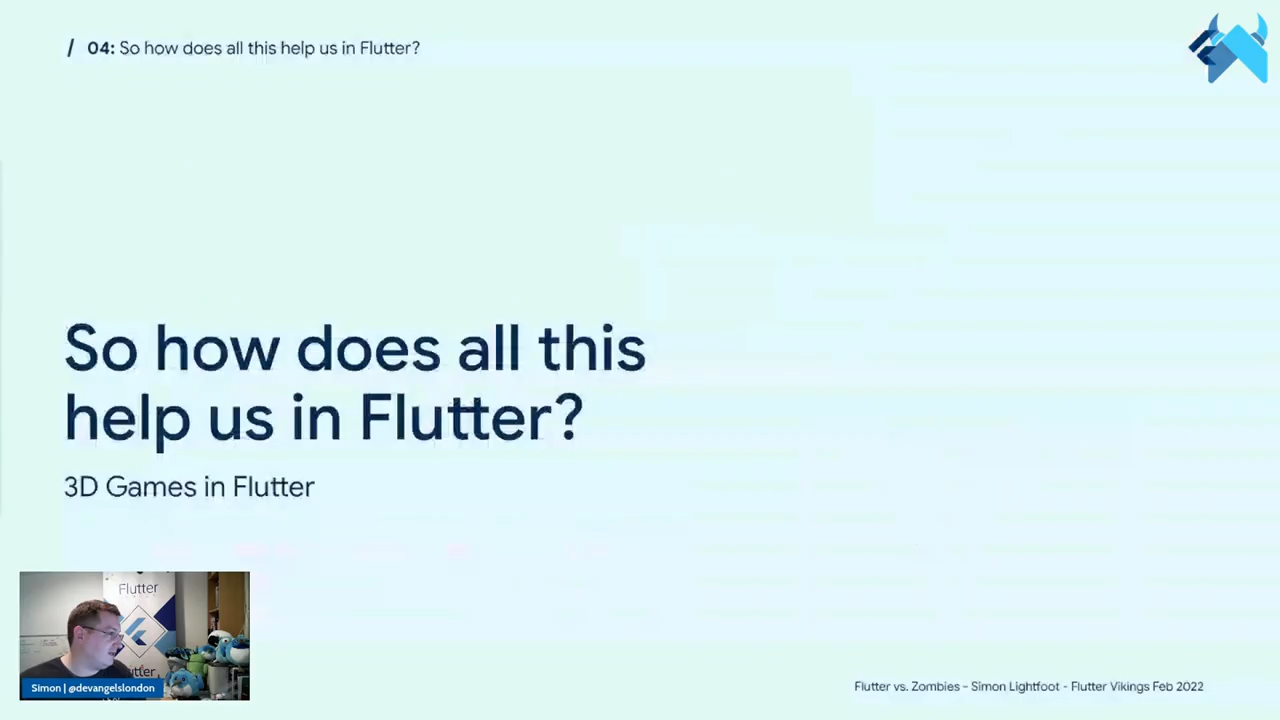 / 04: So how does all this help us in Flutter?
So how does all this
help us in Flutter?
3D Games in Flutter
Flutter
Simon | @devangelslondon
Flutter vs. Zombies - Simon Lightfoot - Flutter Vikings Feb 2022